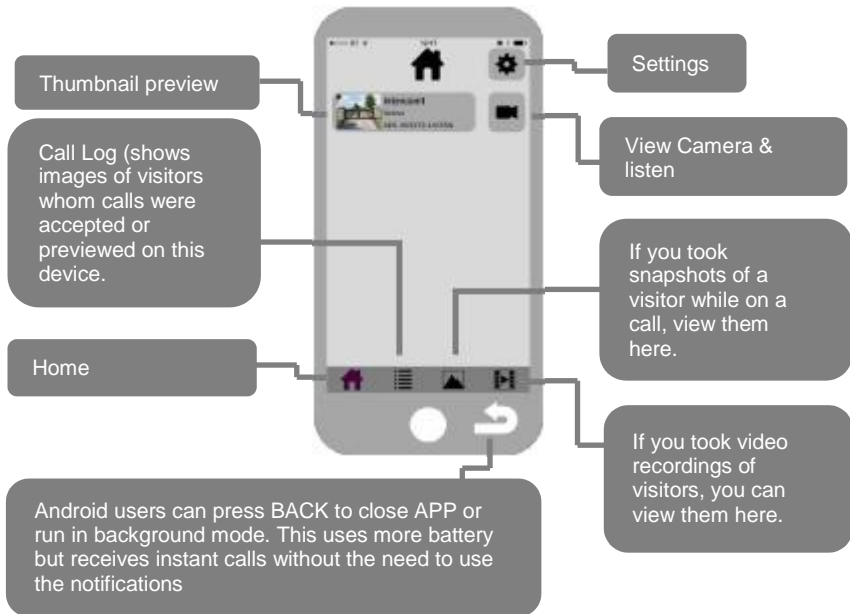 Thumbnail preview
Settings
Call Log (shows
images of visitors
whom calls were
accepted or
previewed on this
device.
View Camera &
listen
If you took
snapshots of a
visitor while on a
call, view them
here.
Home
If you took video
recordings of
visitors, you can
view them here.
Android users can press BACK to close APP or
run in background mode. This uses more battery
but receives instant calls without the need to use
the notifications